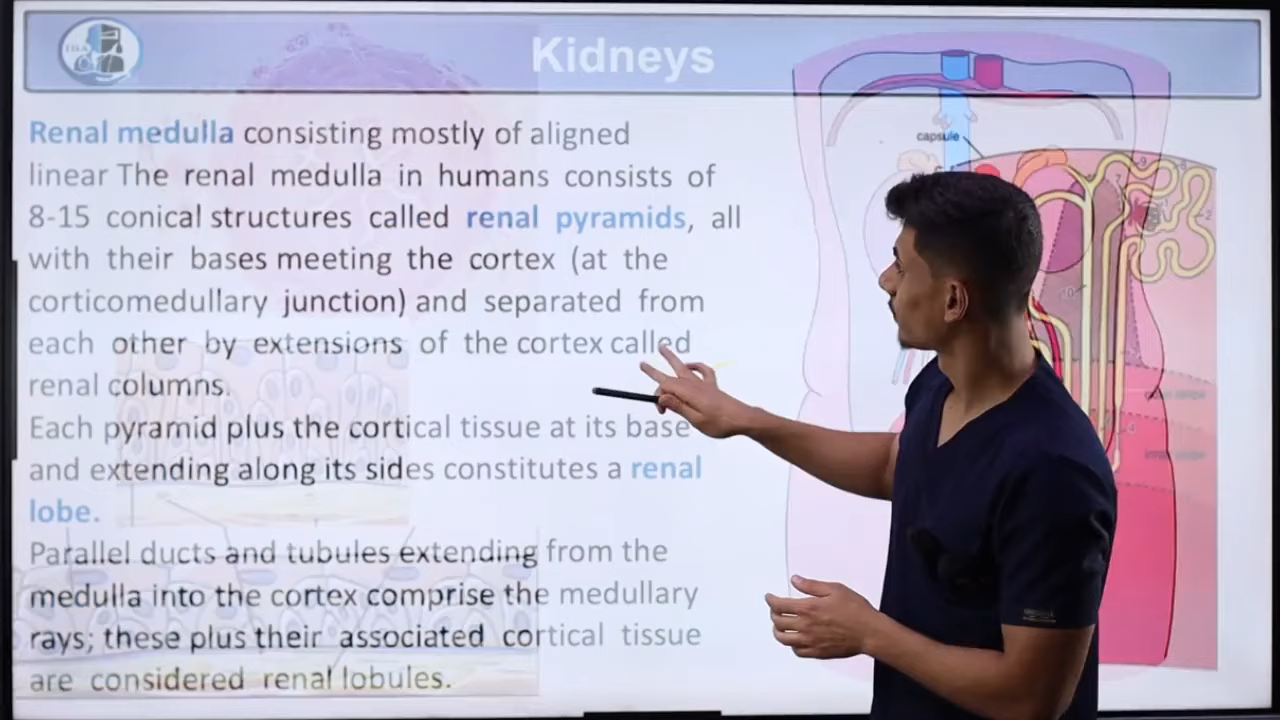 Kidneys
Renal medulla consisting mostly of aligned
linear The renal medulla in humans consists of
8-15 conical structures called renal pyramids, all
with their bases meeting the cortex (at the
corticomedullary junction) and separated from
each other by extensions of the cortex called
renal columns.
Each pyramid plus the cortical tissue at its base
and extending along its sides constitutes a renal
lobe.
Parallel ducts and tubules extending from the
medulla into the cortex comprise the medullary
rays; these plus their associated cortical tissue
are considered renal lobules.
capsule
10
2
4